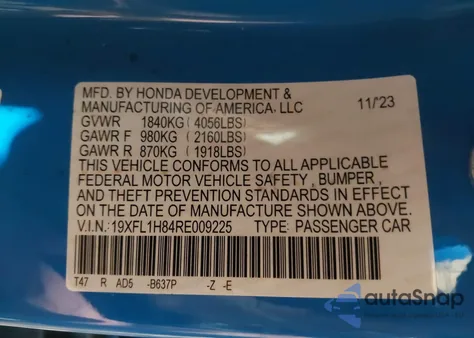 MFD. BY HONDA DEVELOPMENT &
MANUFACTURING OF AMERICA, LLC 11/'23
GVWR 1840KG ( 4056LBS)
GAWR F 980KG ( 2160LBS)
GAWR R 870KG ( 1918LBS)
THIS VEHICLE CONFORMS TO ALL APPLICABLE
FEDERAL MOTOR VEHICLE SAFETY , BUMPER ,
AND THEFT PREVENTION STANDARDS IN EFFECT
ON THE DATE OF MANUFACTURE SHOWN ABOVE.
V.I.N.:19XFL1H84RE009225 TYPE: PASSENGER CAR
T47 R AD5 -B637P -Z -E
autoSnap